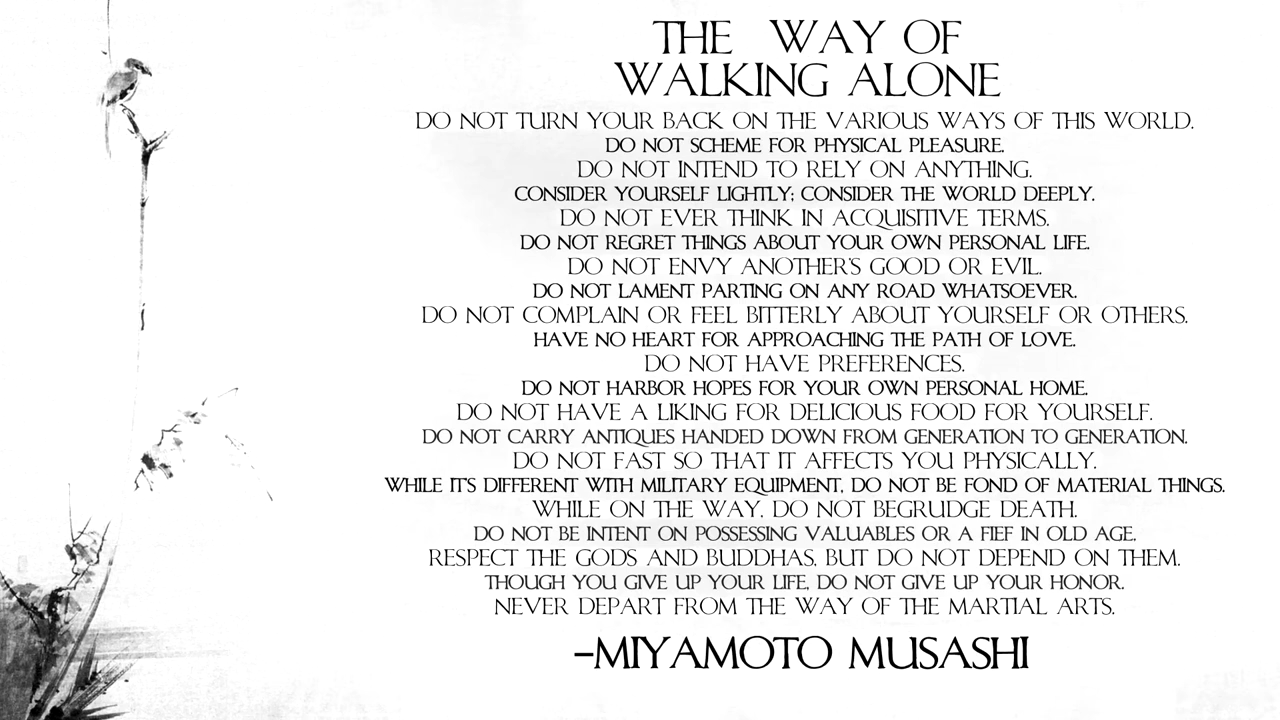 THE WAY OF
WALKING ALONE
DO NOT TURN YOUR BACK ON THE VARIOUS WAYS OF THIS WORLD.
DO NOT SCHEME FOR PHYSICAL PLEASURE.
DO NOT INTEND TO RELY ON ANYTHING.
CONSIDER YOURSELF LIGHTLY; CONSIDER THE WORLD DEEPLY.
DO NOT EVER THINK IN ACQUISITIVE TERMS.
DO NOT REGRET THINGS ABOUT YOUR OWN PERSONAL LIFE.
DO NOT ENVY ANOTHER'S GOOD OR EVIL.
DO NOT LAMENT PARTING ON ANY ROAD WHATSOEVER.
DO NOT COMPLAIN OR FEEL BITTERLY ABOUT YOURSELF OR OTHERS.
HAVE NO HEART FOR APPROACHING THE PATH OF LOVE.
DO NOT HAVE PREFERENCES.
DO NOT HARBOR HOPES FOR YOUR OWN PERSONAL HOME.
DO NOT HAVE A LIKING FOR DELICIOUS FOOD FOR YOURSELF.
DO NOT CARRY ANTIQUES HANDED DOWN FROM GENERATION TO GENERATION.
DO NOT FAST SO THAT IT AFFECTS YOU PHYSICALLY.
WHILE IT'S DIFFERENT WITH MILITARY EQUIPMENT, DO NOT BE FOND OF MATERIAL THINGS.
WHILE ON THE WAY, DO NOT BEGRUDGE DEATH.
DO NOT BE INTENT ON POSSESSING VALUABLES OR A FIEF IN OLD AGE.
RESPECT THE GODS AND BUDDHAS, BUT DO NOT DEPEND ON THEM.
THOUGH YOU GIVE UP YOUR LIFE, DO NOT GIVE UP YOUR HONOR.
NEVER DEPART FROM THE WAY OF THE MARTIAL ARTS.
-MIYAMOTO MUSASHI